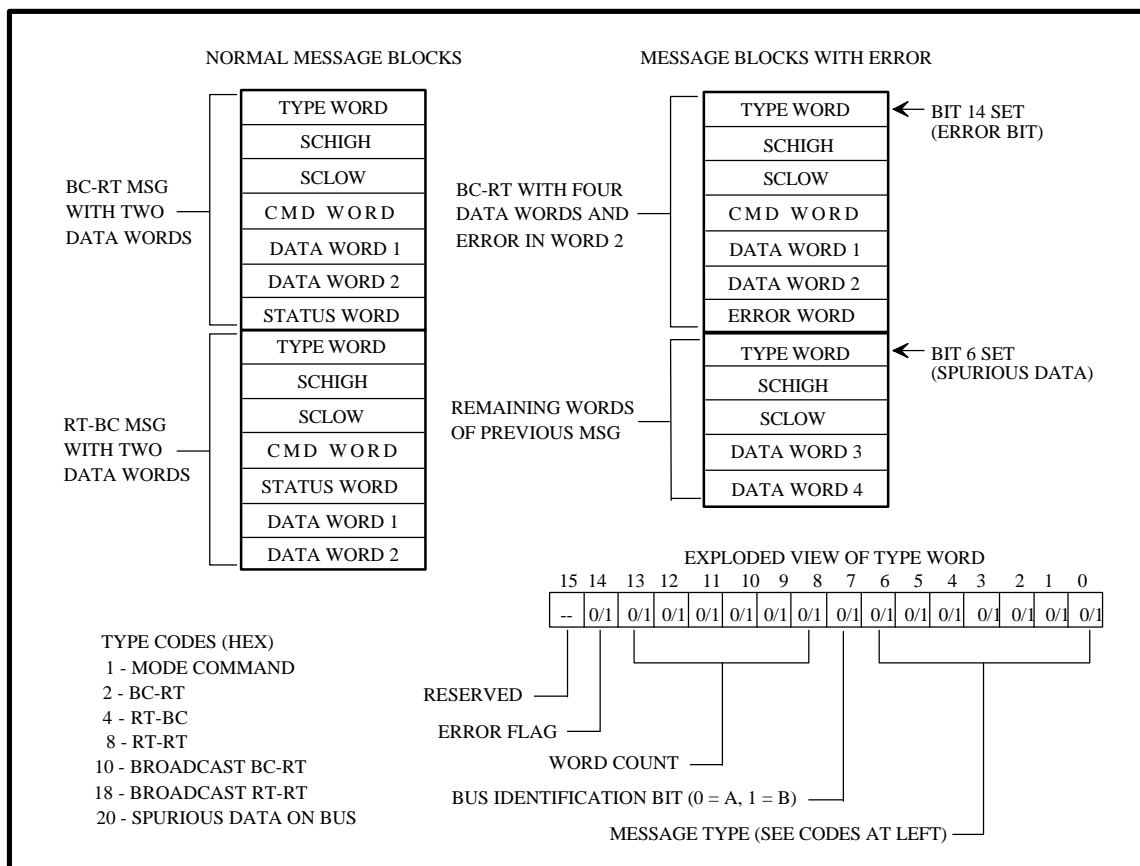 NORMAL MESSAGE BLOCKS
TYPE WORD
SCHIGH
SCLOW
CMD WORD
DATA WORD 1
DATA WORD 2
STATUS WORD
BC-RT MSG
WITH TWO
DATA WORDS
TYPE WORD
SCHIGH
SCLOW
CMD WORD
STATUS WORD
DATA WORD 1
DATA WORD 2
RT-BC MSG
WITH TWO
DATA WORDS
MESSAGE BLOCKS WITH ERROR
TYPE WORD
SCHIGH
SCLOW
CMD WORD
DATA WORD 1
DATA WORD 2
ERROR WORD
BC-RT WITH FOUR
DATA WORDS AND
ERROR IN WORD 2
BIT 14 SET
(ERROR BIT)
TYPE WORD
SCHIGH
SCLOW
DATA WORD 3
DATA WORD 4
REMAINING WORDS
OF PREVIOUS MSG
BIT 6 SET
(SPURIOUS DATA)
EXPLODED VIEW OF TYPE WORD
15 14 13 12 11 10 9 8 7 6 5 4 3 2 1 0
-- 0/1 0/1 0/1 0/1 0/1 0/1 0/1 0/1 0/1 0/1 0/1 0/1 0/1 0/1 0/1
RESERVED
ERROR FLAG
WORD COUNT
BUS IDENTIFICATION BIT (0 = A, 1 = B)
MESSAGE TYPE (SEE CODES AT LEFT)
TYPE CODES (HEX)
1 - MODE COMMAND
2 - BC-RT
4 - RT-BC
8 - RT-RT
10 - BROADCAST BC-RT
18 - BROADCAST RT-RT
20 - SPURIOUS DATA ON BUS